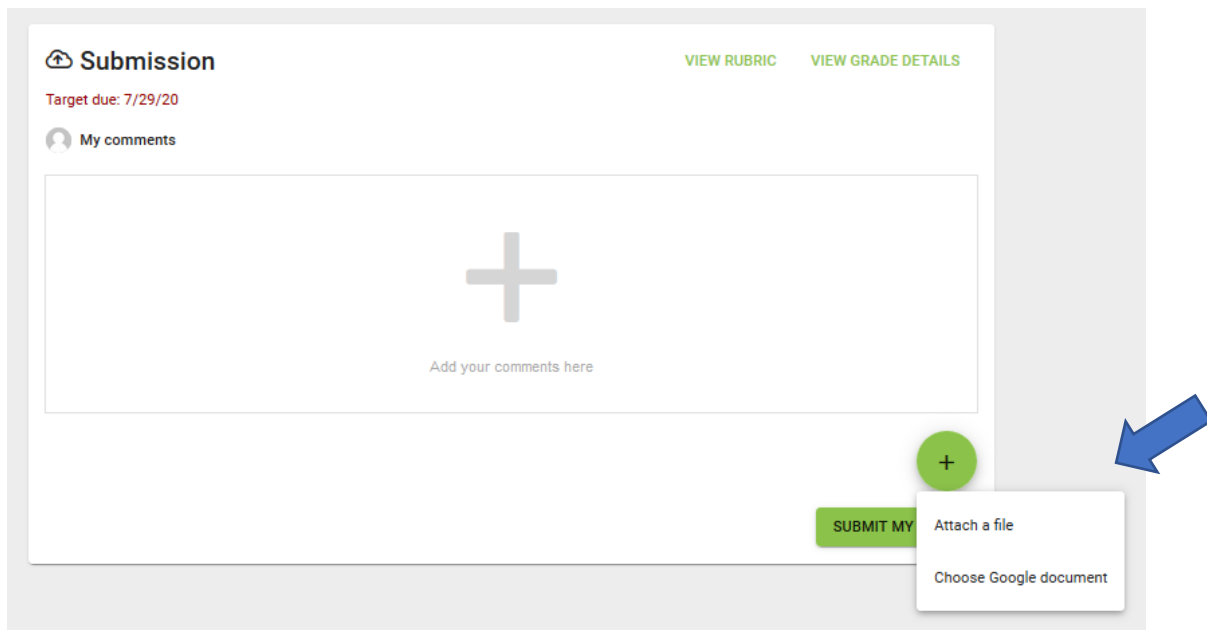 Submission
VIEW RUBRIC VIEW GRADE DETAILS
Target due: 7/29/20
My comments
Add your comments here
+
SUBMIT MY
Attach a file
Choose Google document